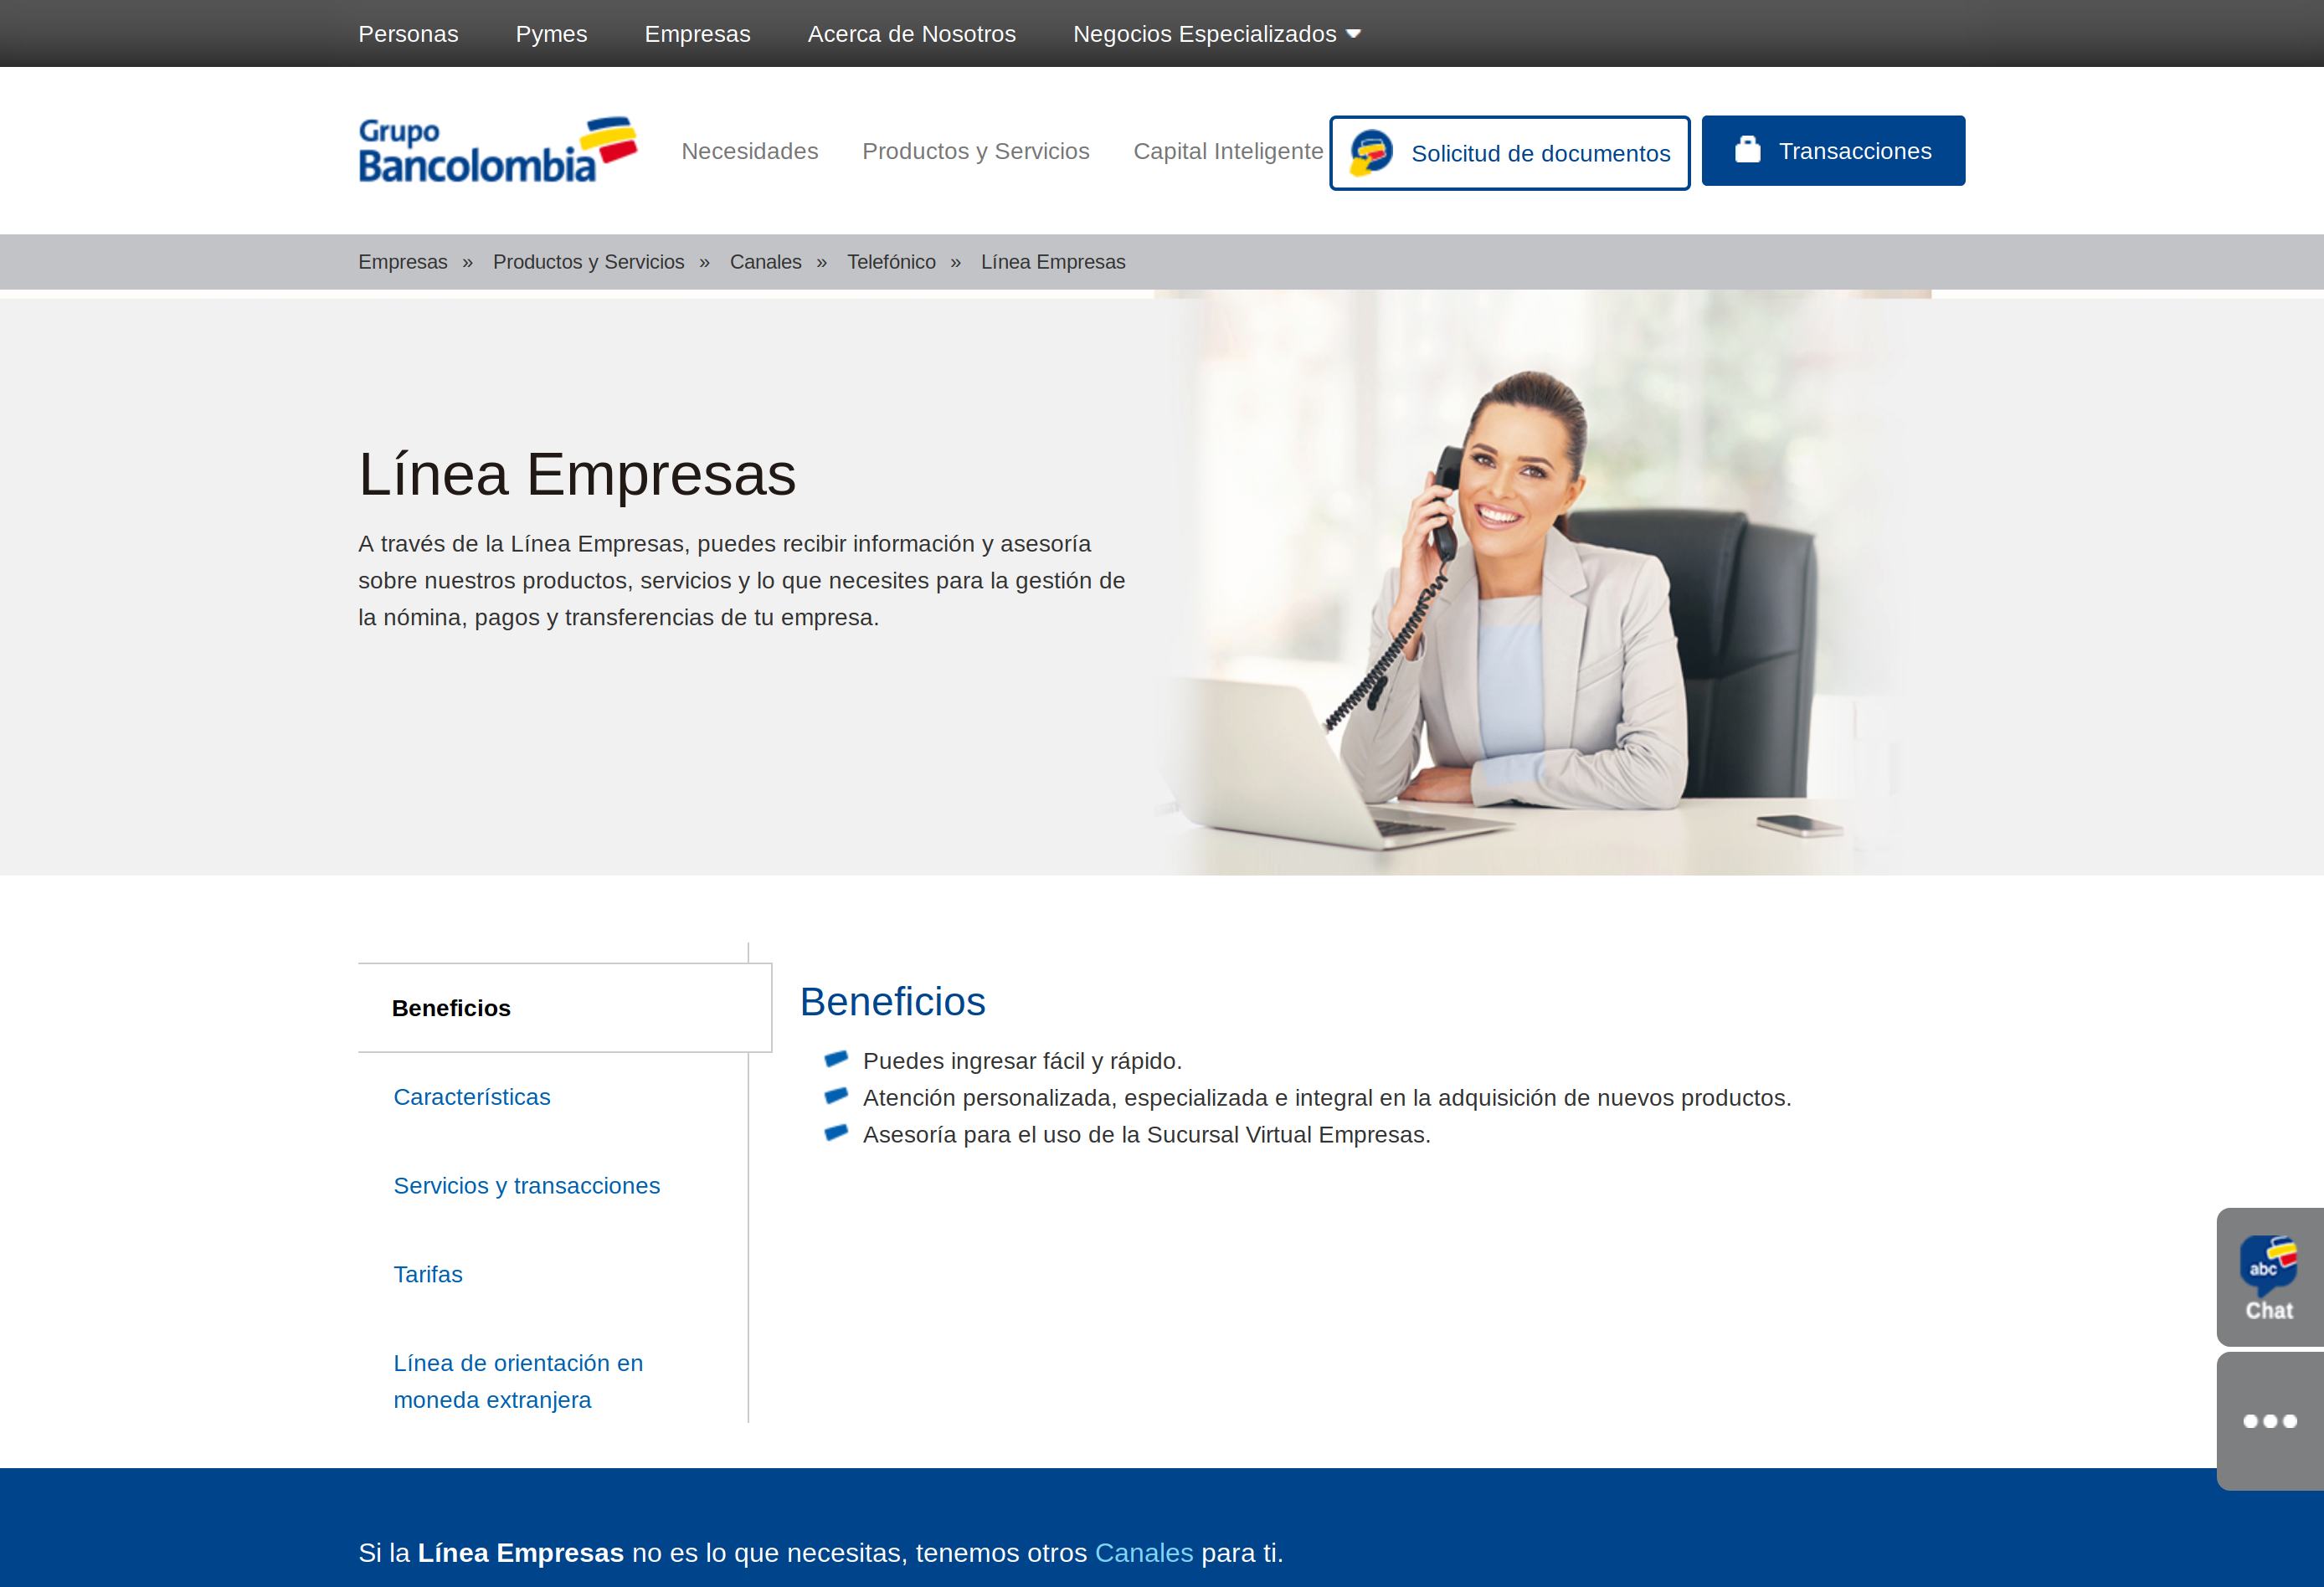 Personas Pymes Empresas Acerca de Nosotros Negocios Especializados
Grupo
Bancolombia
Necesidades Productos y Servicios Capital Inteligente Solicitud de documentos Transacciones
Empresas » Productos y Servicios » Canales » Telefónico » Línea Empresas
Línea Empresas
A través de la Línea Empresas, puedes recibir información y asesoría
sobre nuestros productos, servicios y lo que necesites para la gestión de
la nómina, pagos y transferencias de tu empresa.
Beneficios
Características
Servicios y transacciones
Tarifas
Línea de orientación en
moneda extranjera
Beneficios
Puedes ingresar fácil y rápido.
Atención personalizada, especializada e integral en la adquisición de nuevos productos.
Asesoría para el uso de la Sucursal Virtual Empresas.
abc
Chat
Si la Línea Empresas no es lo que necesitas, tenemos otros Canales para ti.